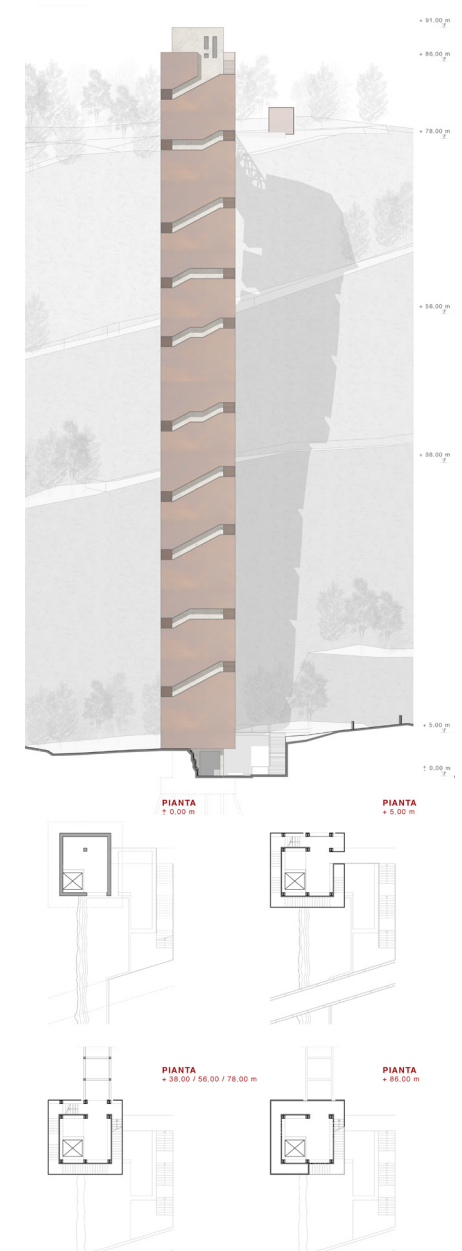 + 91,00 m
+ 86,00 m
+ 78,00 m
+ 56,00 m
+ 38,00 m
+ 5,00 m
± 0,00 m
PIANTA
± 0,00 m
PIANTA
+ 5,00 m
PIANTA
+ 38,00 / 56,00 / 78,00 m
PIANTA
+ 86,00 m